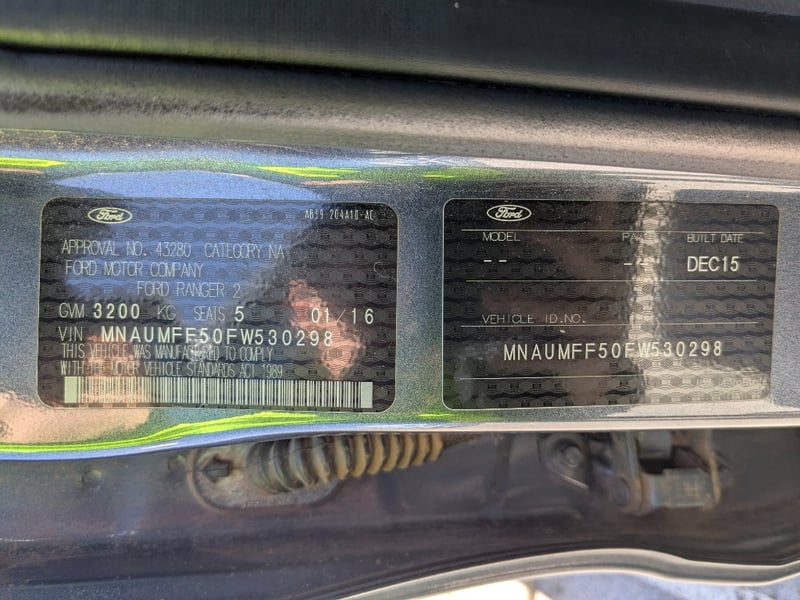 Ford
AB39 204A10-AC
APPROVAL NO. 43280 CATEGORY NA
FORD MOTOR COMPANY
FORD RANGER 2
GVM 3200 KG SEATS 5 01/16
VIN MNAUMFF50FW530298
THIS VEHICLE WAS MANUFACTURED TO COMPLY
WITH THE MOTOR VEHICLE STANDARDS ACT 1989
Ford
MODEL BUILT DATE
-- DEC15
VEHICLE ID.NO.
MNAUMFF50FW530298